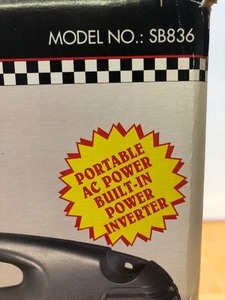 MODEL NO.: SB836
PORTABLE
AC POWER
BUILT-IN
POWER
INVERTER